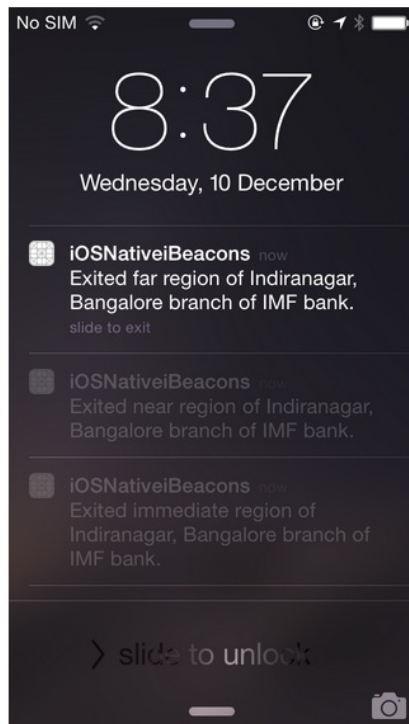 No SIM
8:37
Wednesday, 10 December
iOSNativeiBeacons now
Exited far region of Indiranagar,
Bangalore branch of IMF bank.
slide to exit
iOSNativeiBeacons now
Exited near region of Indiranagar,
Bangalore branch of IMF bank.
iOSNativeiBeacons now
Exited immediate region of
Indiranagar, Bangalore branch of
IMF bank.
slide to unlock